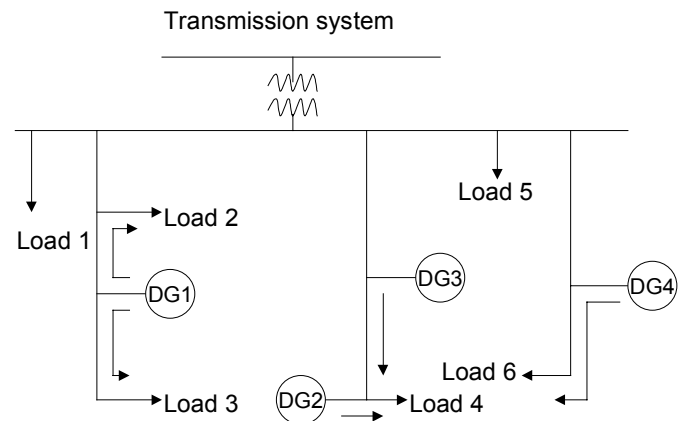 Transmission system
Load 5
Load 2
Load 1
DG3
DG4
DG1
Load 6
Load 3
DG2
Load 4